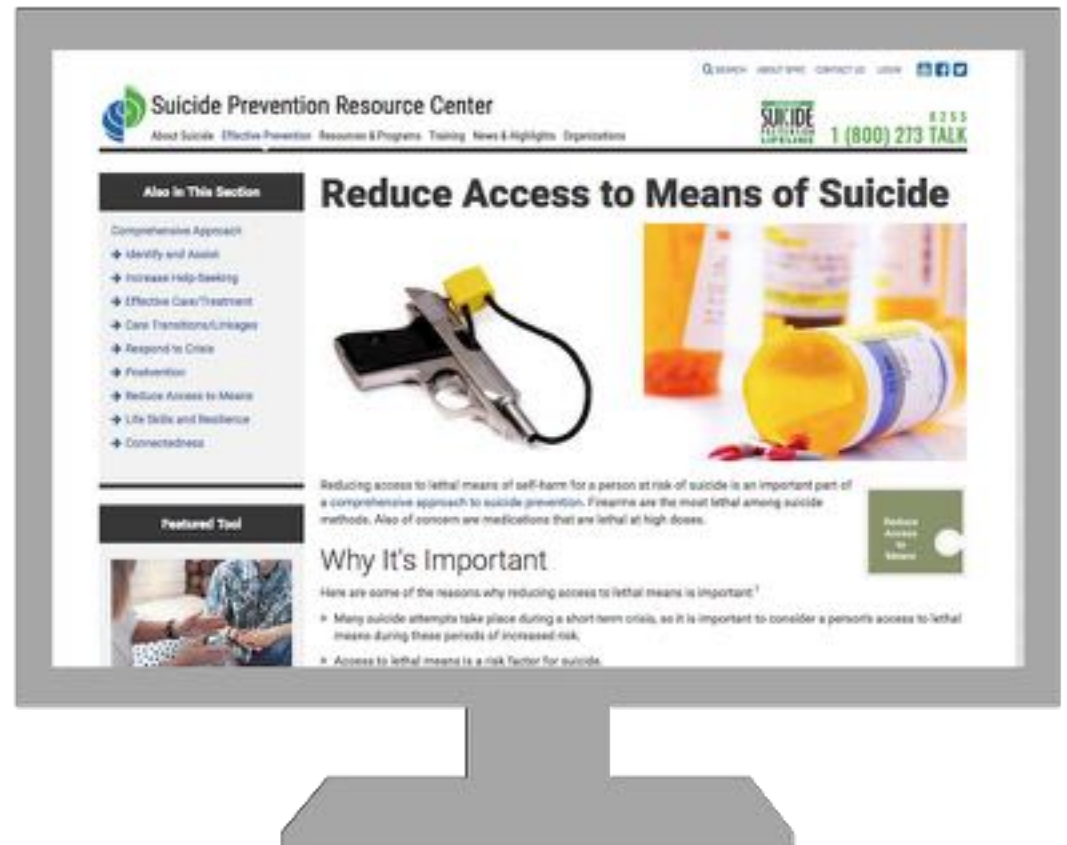 SEARCH ABOUT SPRC CONTACT US LOGIN
Suicide Prevention Resource Center
About Suicide Effective Prevention Resources & Programs Training News & Highlights Organizations
SUICIDE
PREVENTION
LIFELINE
8255
1 (800) 273 TALK
Also In This Section
Comprehensive Approach
Identify and Assist
Increase Help-Seeking
Effective Care/Treatment
Care Transitions/Linkages
Respond to Crisis
Postvention
Reduce Access to Means
Life Skills and Resilience
Connectedness
Featured Tool
Reduce Access to Means of Suicide
Reducing access to lethal means of self-harm for a person at risk of suicide is an important part of
a comprehensive approach to suicide prevention. Firearms are the most lethal among suicide
methods. Also of concern are medications that are lethal at high doses.
Reduce
Access
to
Means
Why It's Important
Here are some of the reasons why reducing access to lethal means is important:1
Many suicide attempts take place during a short-term crisis, so it is important to consider a person's access to lethal
means during these periods of increased risk.
Access to lethal means is a risk factor for suicide.